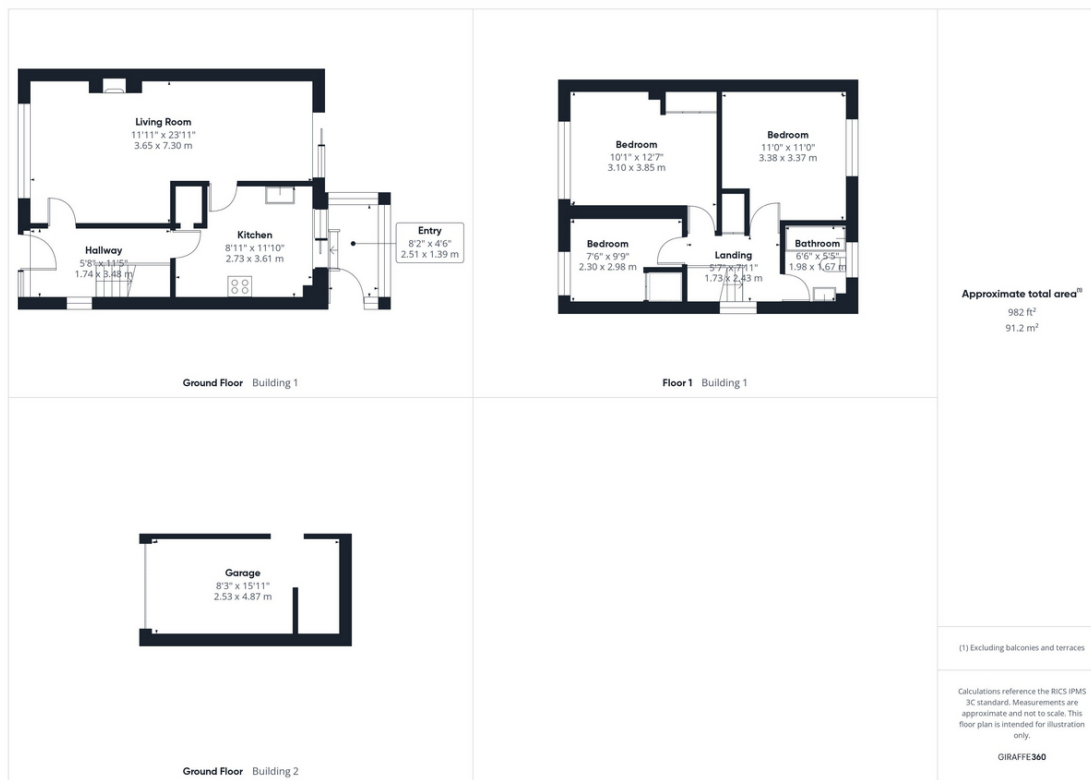 Living Room
11'11" x 23'11"
3.65 x 7.30 m
Kitchen
8'11" x 11'10"
2.73 x 3.61 m
Hallway
5'8" x 11'5"
1.74 x 3.48 m
Entry
8'2" x 4'6"
2.51 x 1.39 m
Ground Floor Building 1
Bedroom
10'1" x 12'7"
3.10 x 3.85 m
Bedroom
11'0" x 11'0"
3.38 x 3.37 m
Bedroom
7'6" x 9'9"
2.30 x 2.98 m
Landing
5'7" x 7'11"
1.73 x 2.43 m
Bathroom
6'6" x 5'5"
1.98 x 1.67 m
Floor 1 Building 1
Garage
8'3" x 15'11"
2.53 x 4.87 m
Ground Floor Building 2
Approximate total area(1)
982 ft²
91.2 m²
(1) Excluding balconies and terraces
Calculations reference the RICS IPMS
3C standard. Measurements are
approximate and not to scale. This
floor plan is intended for illustration
only.
GIRAFFE360